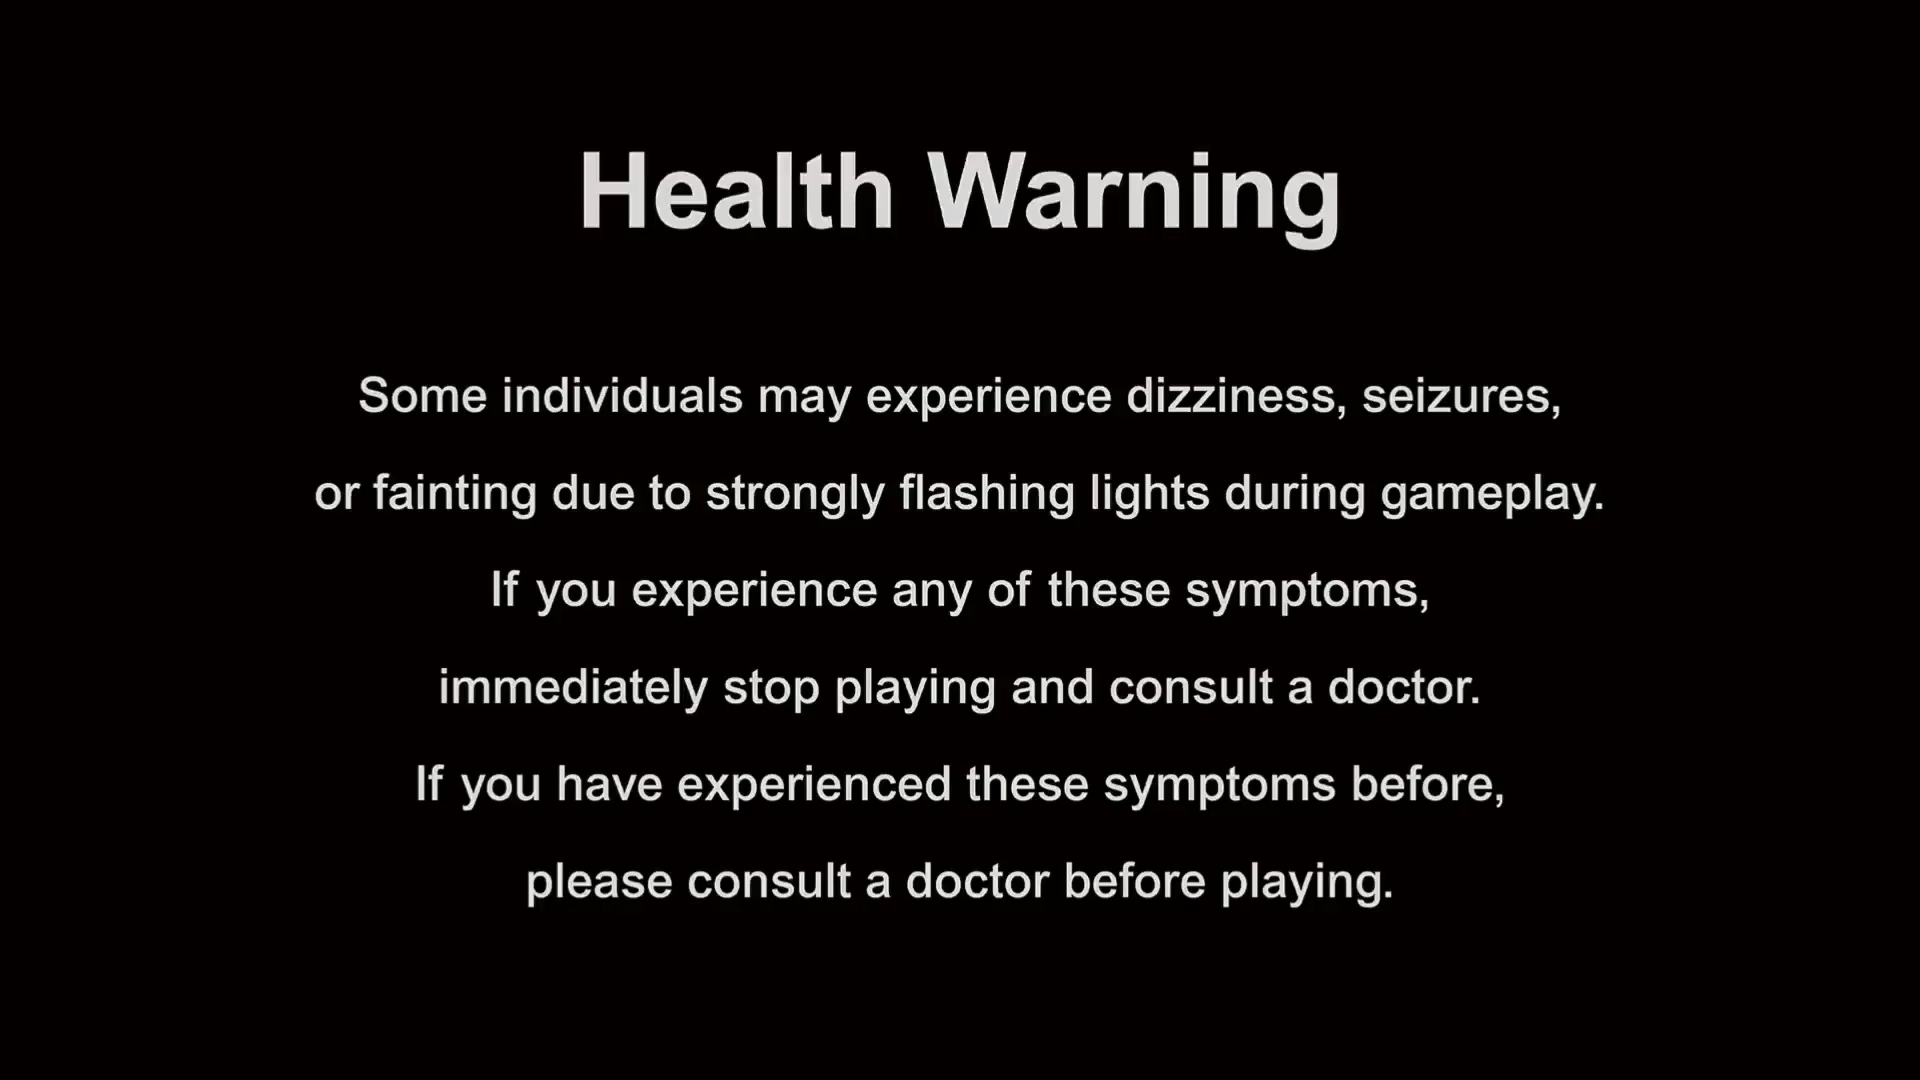 Health Warning
Some individuals may experience dizziness, seizures,
or fainting due to strongly flashing lights during gameplay.
If you experience any of these symptoms,
immediately stop playing and consult a doctor.
If you have experienced these symptoms before,
please consult a doctor before playing.